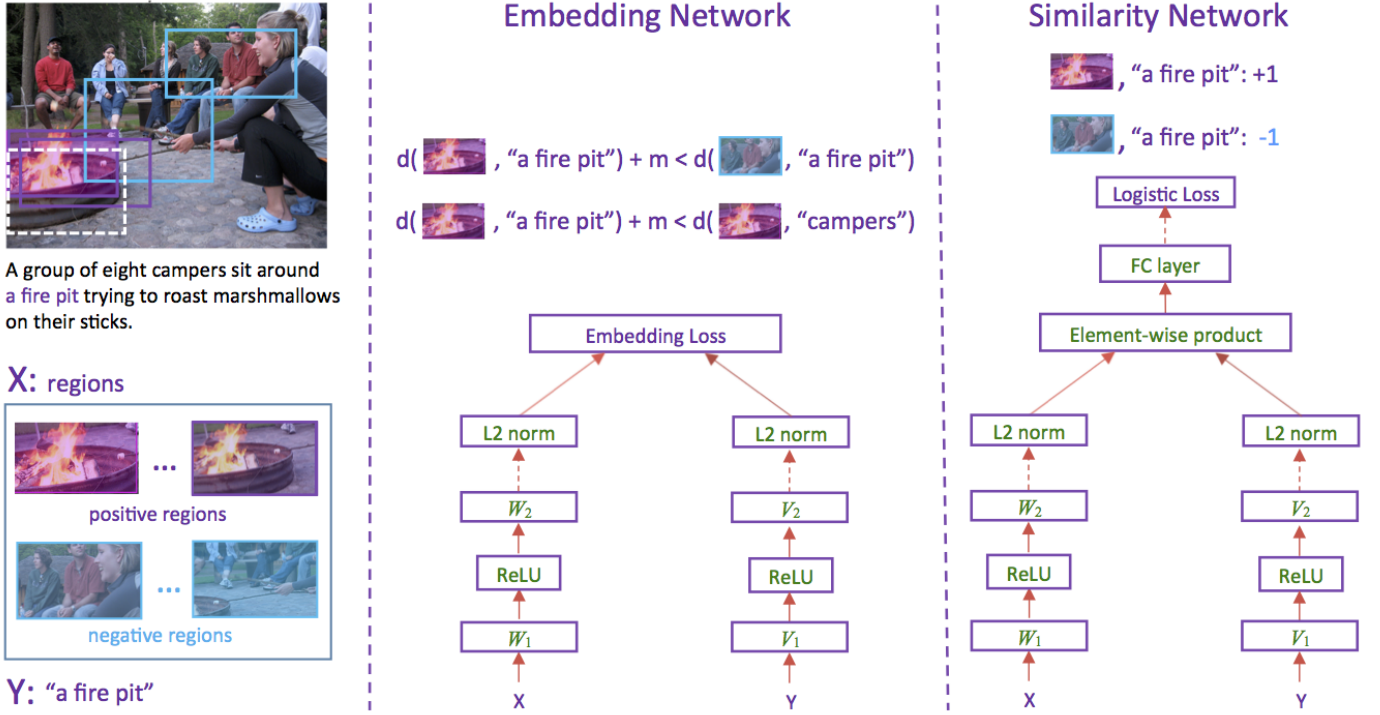 A group of eight campers sit around
a fire pit trying to roast marshmallows
on their sticks.
X: regions
...
positive regions
...
negative regions
Y: “a fire pit”
Embedding Network
d( , “a fire pit”) + m < d( , “a fire pit”)
d( , “a fire pit”) + m < d( , “campers”)
Embedding Loss
L2 norm L2 norm
W₂ V₂
ReLU ReLU
W₁ V₁
X Y
Similarity Network
, “a fire pit”: +1
, “a fire pit”: -1
Logistic Loss
FC layer
Element-wise product
L2 norm L2 norm
W₂ V₂
ReLU ReLU
W₁ V₁
X Y